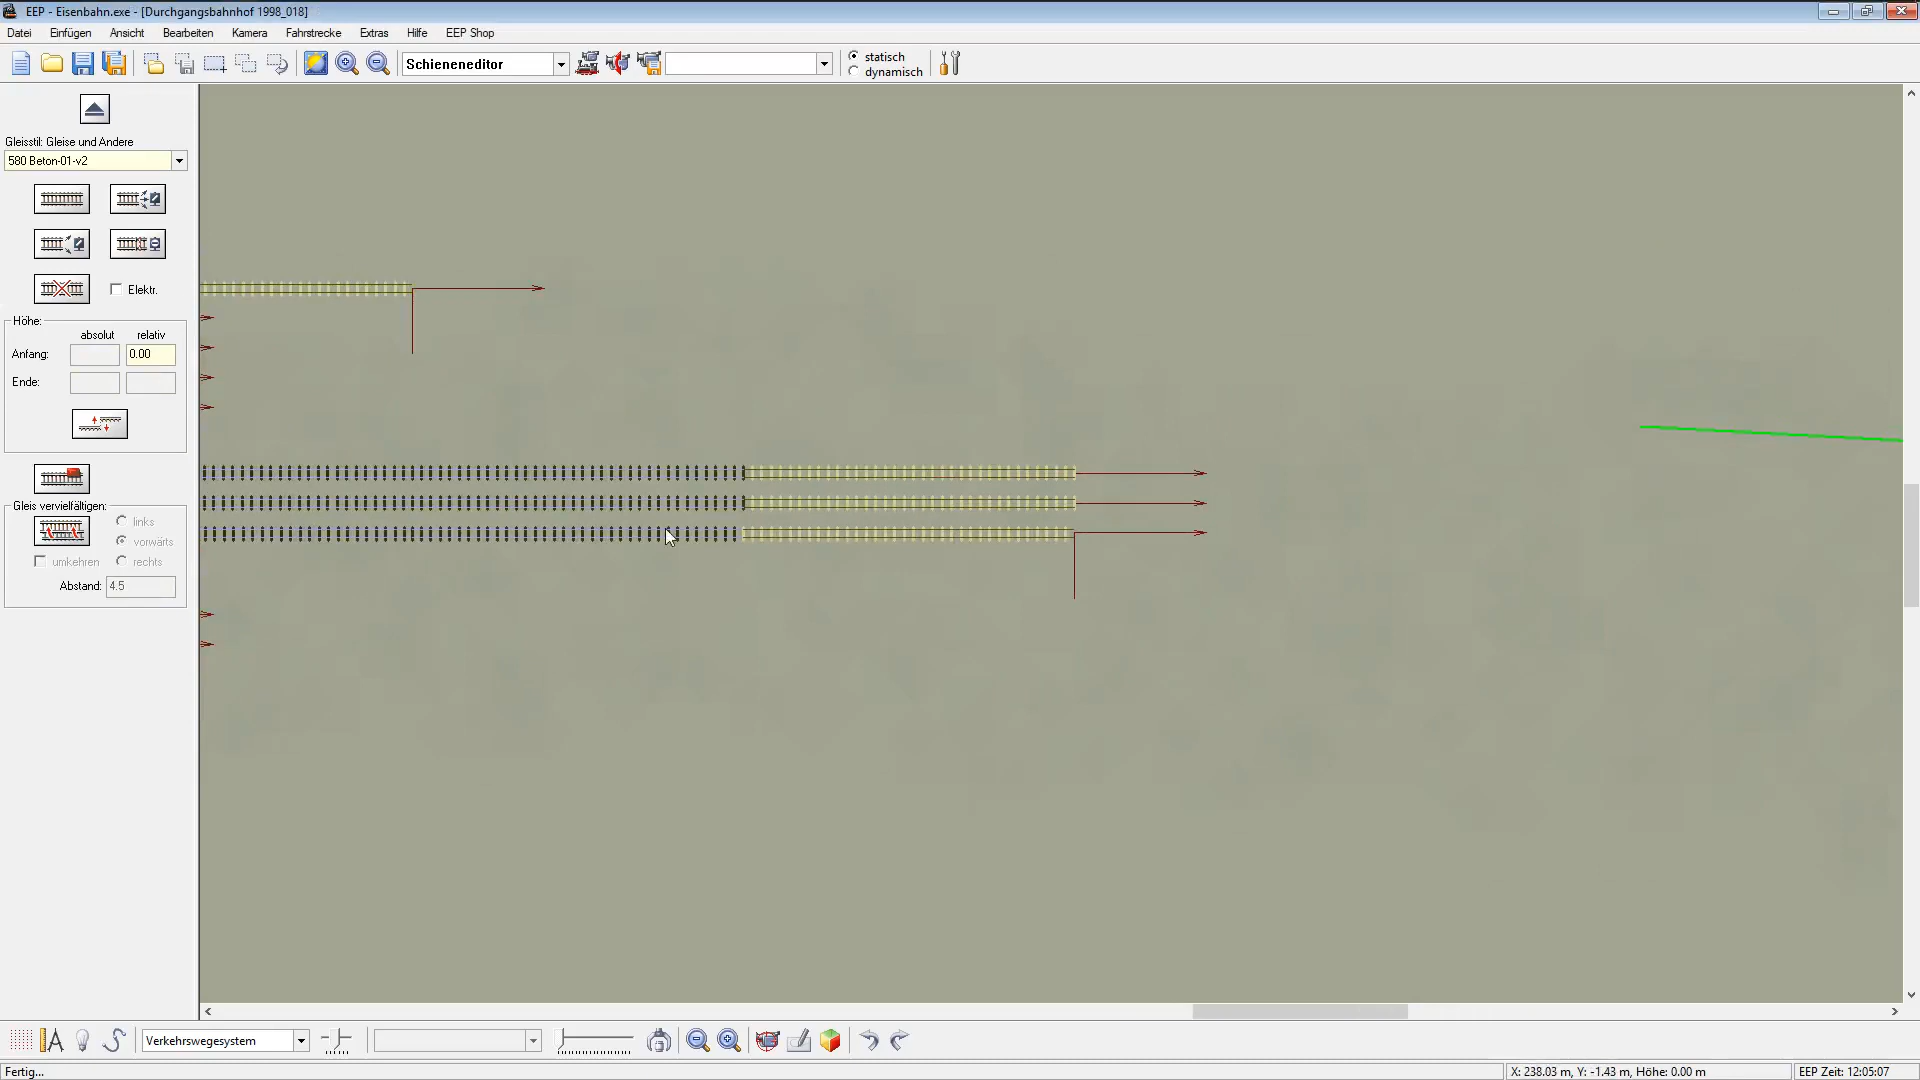 EEP - Eisenbahn.exe - [Durchgangsbahnhof 1998_018]
Datei Einfügen Ansicht Bearbeiten Kamera Fahrstrecke Extras Hilfe EEP Shop
Schieneneditor
statisch
dynamisch
Gleisstil: Gleise und Andere
580 Beton-01-v2
Elektr.
Höhe:
absolut relativ
Anfang: 0.00
Ende:
Gleis vervielfältigen:
links
vorwärts
umkehren rechts
Abstand: 4.5
Verkehrswegesystem
Fertig... X: 238.03 m, Y: -1.43 m, Höhe: 0.00 m EEP Zeit: 12:05:07